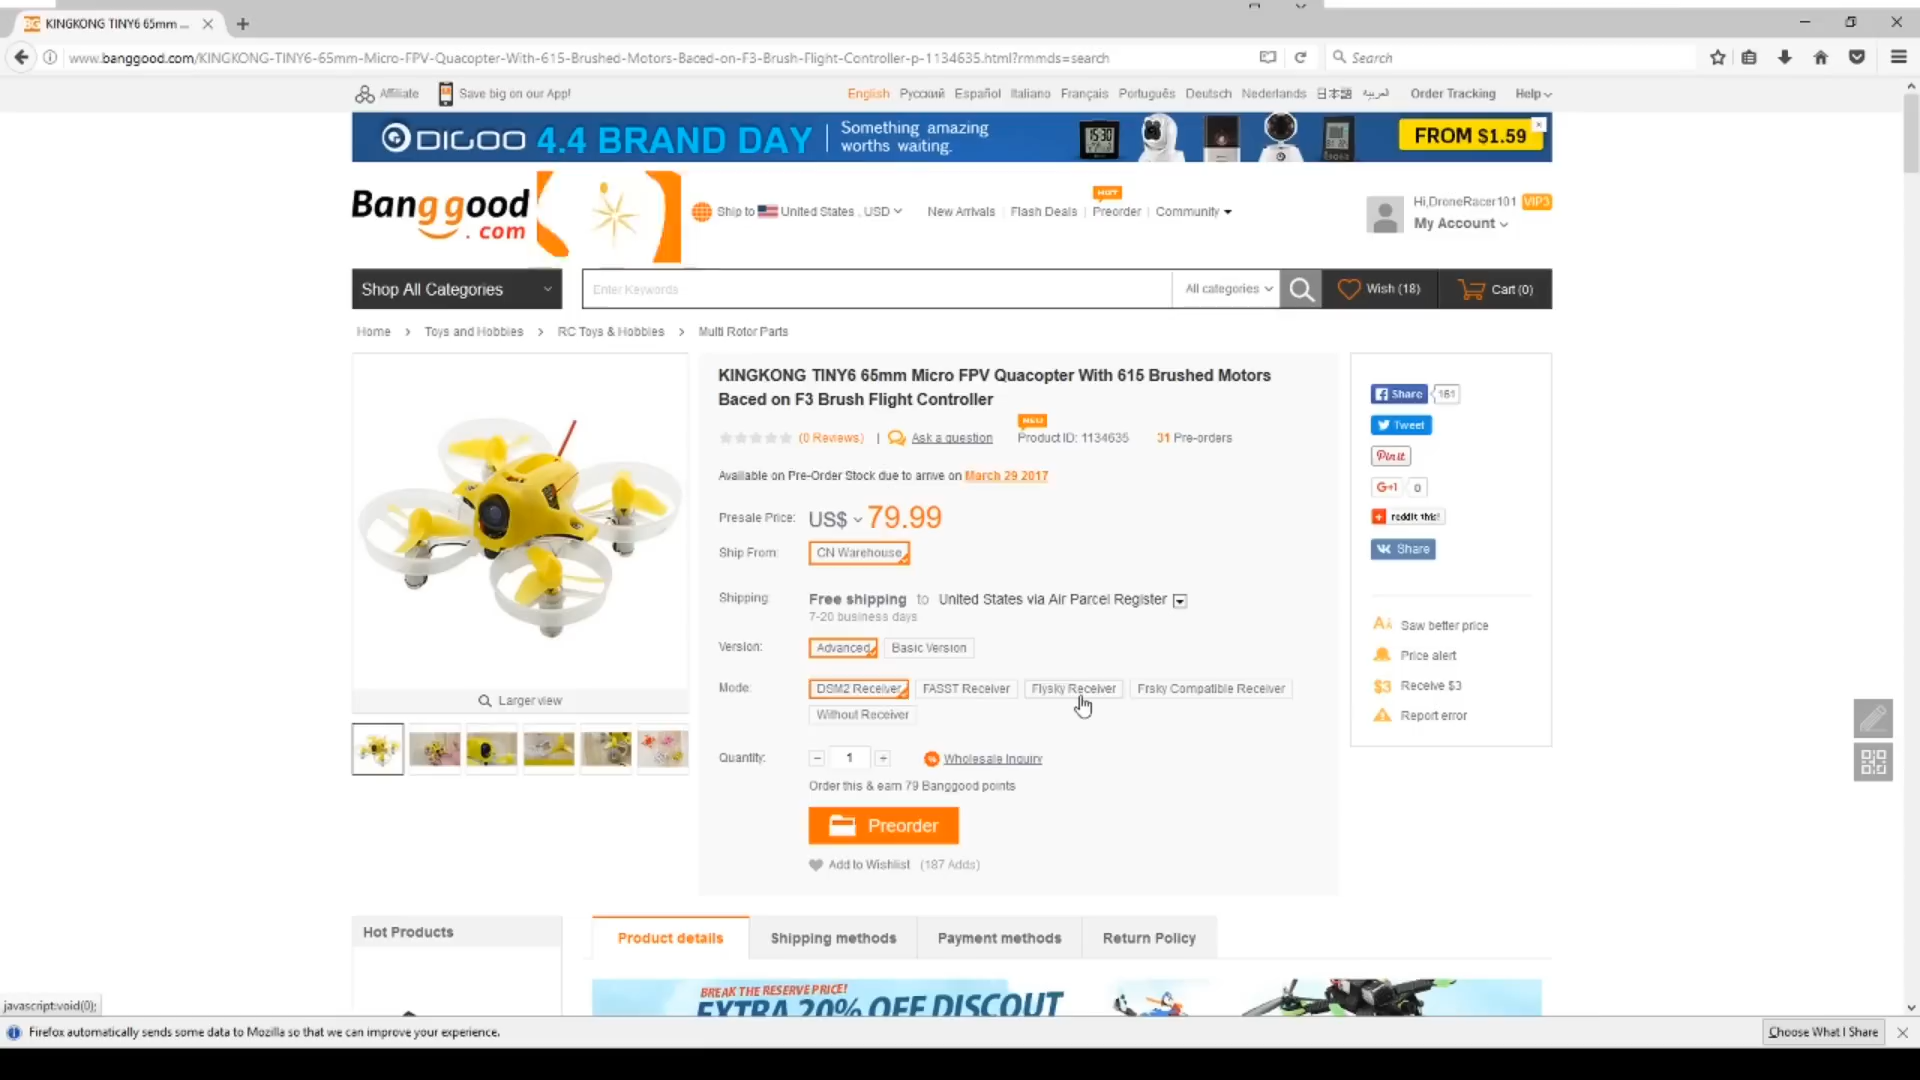 KINGKONG TINY6 65mm ...
www.banggood.com/KINGKONG-TINY6-65mm-Micro-FPV-Quacopter-With-615-Brushed-Motors-Baced-on-F3-Brush-Flight-Controller-p-1134635.html?rmmds=search
Search
Affiliate
Save big on our App!
English Русский Español Italiano Français Português Deutsch Nederlands 日本語 العربية Order Tracking Help
DIGOO 4.4 BRAND DAY
Something amazing
worths waiting.
15:30
FROM $1.59
Banggood
.com
Ship to United States , USD
New Arrivals
Flash Deals
HOT
Preorder
Community
Hi,DroneRacer101 VIP3
My Account
Shop All Categories
Enter Keywords
All categories
Wish (18)
Cart (0)
Home > Toys and Hobbies > RC Toys & Hobbies > Multi Rotor Parts
KINGKONG TINY6 65mm Micro FPV Quacopter With 615 Brushed Motors
Baced on F3 Brush Flight Controller
(0 Reviews) | Ask a question
Product ID: 1134635
31 Pre-orders
Available on Pre-Order Stock due to arrive on March 29 2017
Presale Price: US$ 79.99
Ship From: CN Warehouse
Shipping: Free shipping to United States via Air Parcel Register
7-20 business days
Version: Advanced Basic Version
Mode: DSM2 Receiver FASST Receiver Flysky Receiver Frsky Compatible Receiver
Without Receiver
Quantity: - 1 + Wholesale Inquiry
Order this & earn 79 Banggood points
Preorder
Add to Wishlist (187 Adds)
Larger view
Share 161
Tweet
Pin it
G+1 0
reddit this!
Share
Saw better price
Price alert
$3 Receive $3
Report error
Hot Products
Product details
Shipping methods
Payment methods
Return Policy
BREAK THE RESERVE PRICE!
EXTRA 20% OFF DISCOUT
javascript:void(0);
Firefox automatically sends some data to Mozilla so that we can improve your experience.
Choose What I Share